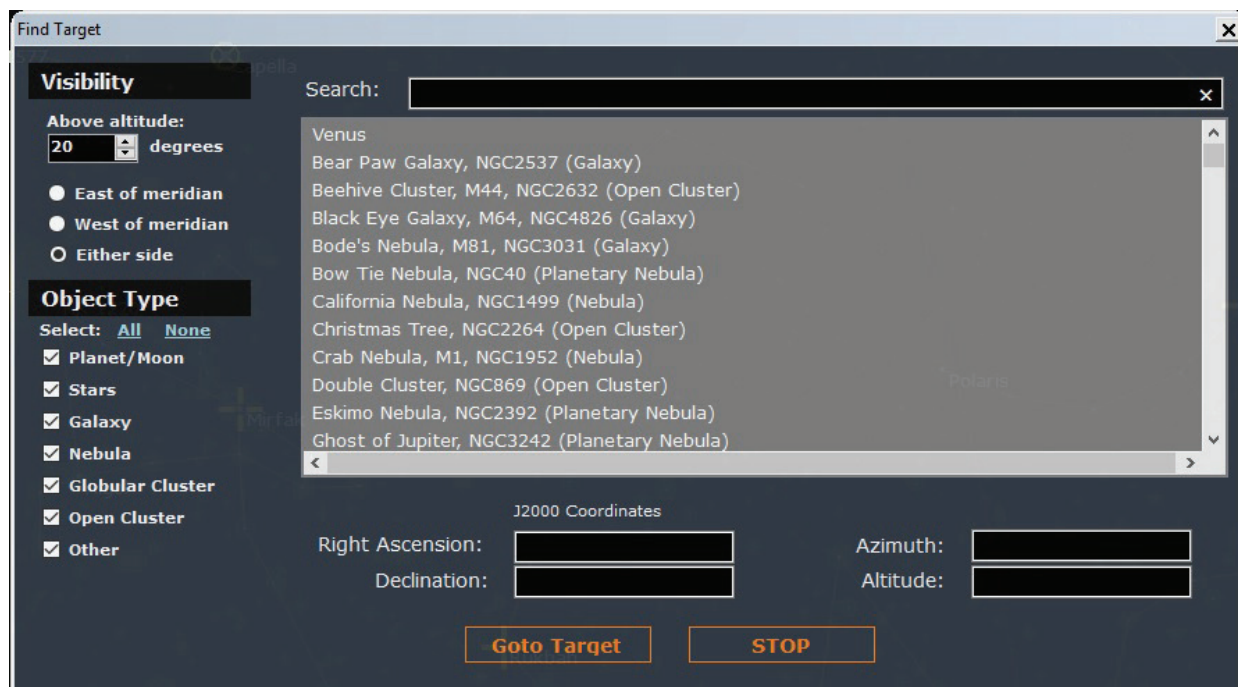 Find Target
Visibility
Above altitude:
20 degrees
East of meridian
West of meridian
Either side
Object Type
Select: All None
Planet/Moon
Stars
Galaxy
Nebula
Globular Cluster
Open Cluster
Other
Search:
Venus
Bear Paw Galaxy, NGC2537 (Galaxy)
Beehive Cluster, M44, NGC2632 (Open Cluster)
Black Eye Galaxy, M64, NGC4826 (Galaxy)
Bode's Nebula, M81, NGC3031 (Galaxy)
Bow Tie Nebula, NGC40 (Planetary Nebula)
California Nebula, NGC1499 (Nebula)
Christmas Tree, NGC2264 (Open Cluster)
Crab Nebula, M1, NGC1952 (Nebula)
Double Cluster, NGC869 (Open Cluster)
Eskimo Nebula, NGC2392 (Planetary Nebula)
Ghost of Jupiter, NGC3242 (Planetary Nebula)
Polaris
J2000 Coordinates
Right Ascension:
Declination:
Azimuth:
Altitude:
Goto Target
STOP